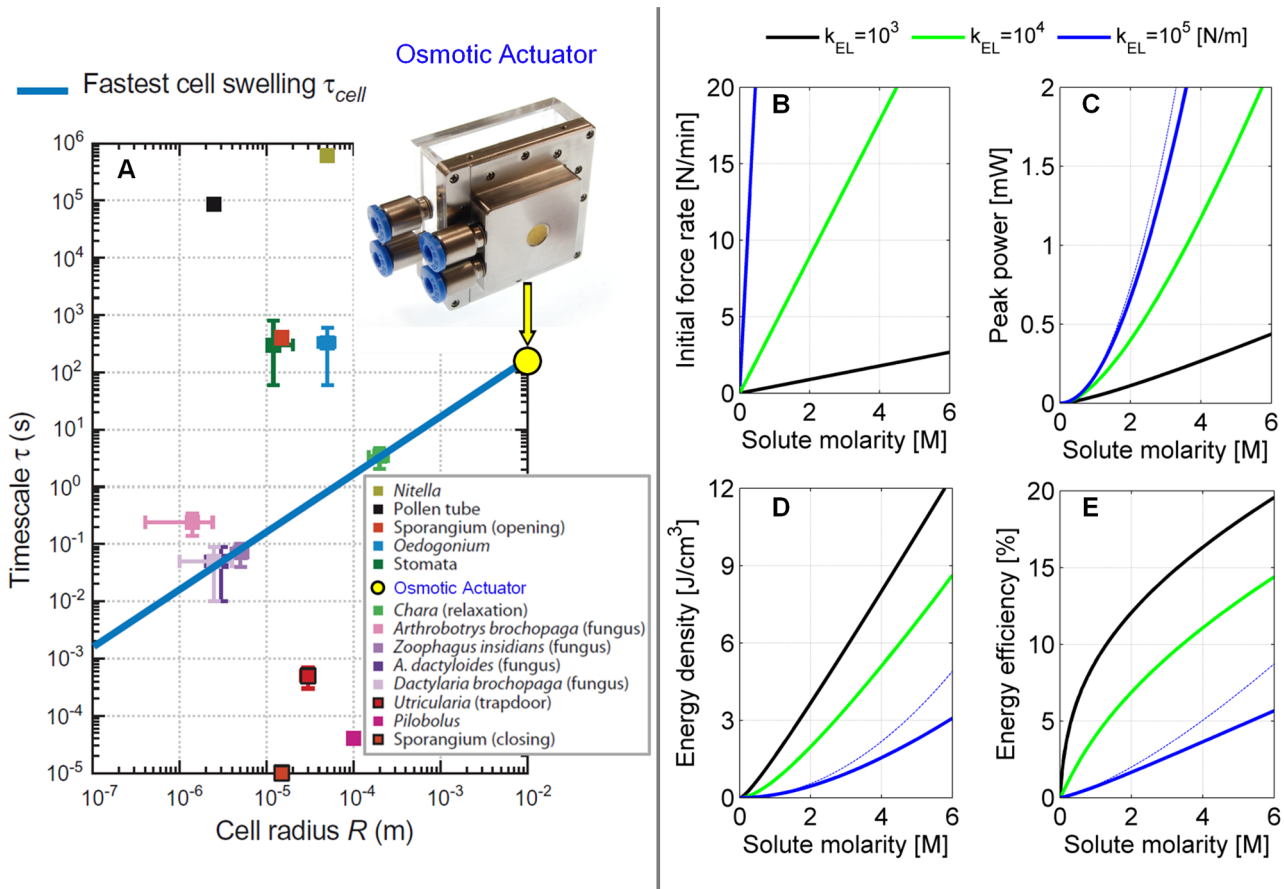 Osmotic Actuator
Fastest cell swelling τcell
A
10^6
10^5
10^4
10^3
10^2
10^1
10^0
10^-1
10^-2
10^-3
10^-4
10^-5
Timescale τ (s)
10^-7
10^-6
10^-5
10^-4
10^-3
10^-2
Cell radius R (m)
Nitella
Pollen tube
Sporangium (opening)
Oedogonium
Stomata
Osmotic Actuator
Chara (relaxation)
Arthrobotrys brochopaga (fungus)
Zoophagus insidians (fungus)
A. dactyloides (fungus)
Dactylaria brochopaga (fungus)
Utricularia (trapdoor)
Pilobolus
Sporangium (closing)
kEL=10^3 kEL=10^4 kEL=10^5 [N/m]
B
20
15
10
5
0
Initial force rate [N/min]
0 2 4 6
Solute molarity [M]
C
2
1.5
1
0.5
0
Peak power [mW]
0 2 4 6
Solute molarity [M]
D
12
9
6
3
0
Energy density [J/cm^3]
0 2 4 6
Solute molarity [M]
E
20
15
10
5
0
Energy efficiency [%]
0 2 4 6
Solute molarity [M]